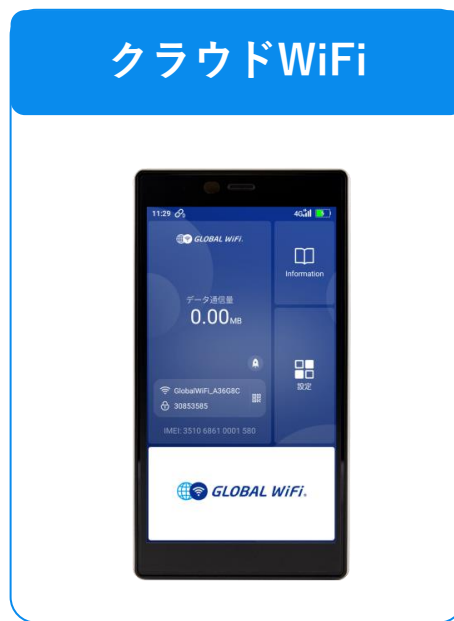 クラウドWiFi
11:29
4G
GLOBAL WiFi.
Information
データ通信量
0.00MB
設定
GlobalWiFi_A36G8C
30853585
IMEI: 3510 6861 0001 580
GLOBAL WiFi.